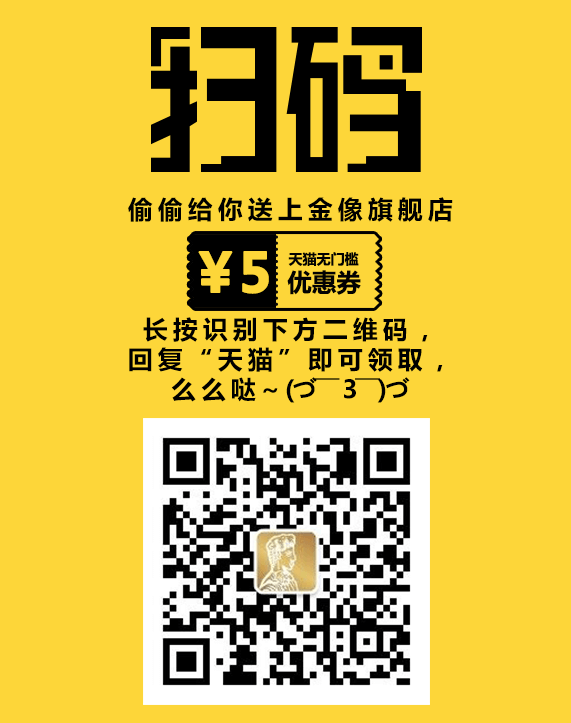 扫码
偷偷给你送上金像旗舰店
¥5
天猫无门槛
优惠券
长按识别下方二维码，
回复“天猫”即可领取，
么么哒~(づ￣3￣)づ